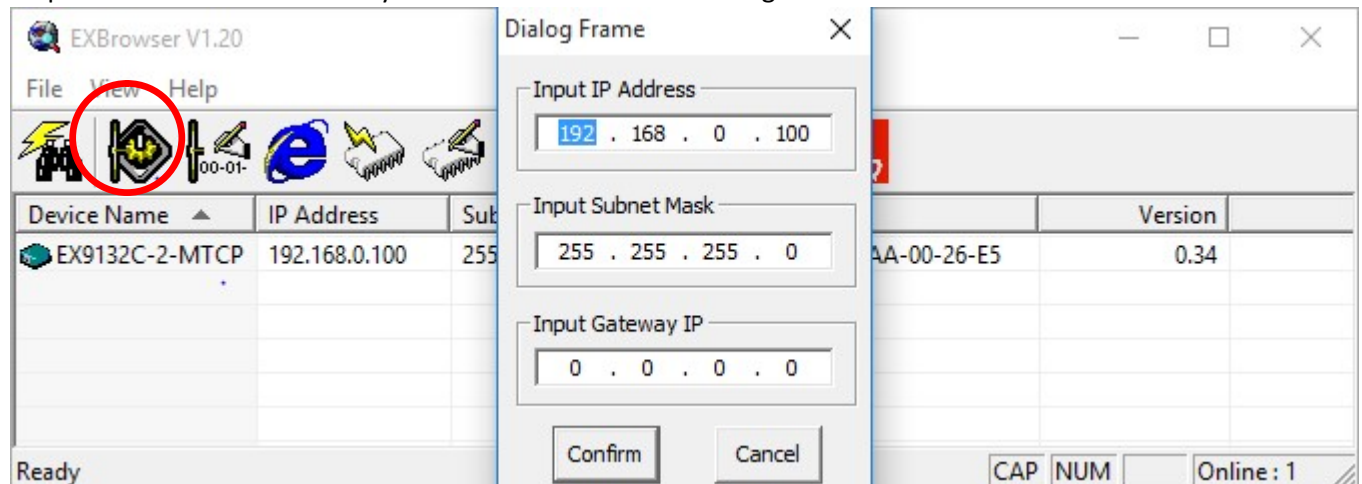 EXBrowser V1.20
File View Help
00-01-
Device Name IP Address Sub Version
EX9132C-2-MTCP 192.168.0.100 255 AA-00-26-E5 0.34
Ready CAP NUM Online : 1
Dialog Frame
Input IP Address
192 . 168 . 0 . 100
Input Subnet Mask
255 . 255 . 255 . 0
Input Gateway IP
0 . 0 . 0 . 0
Confirm Cancel